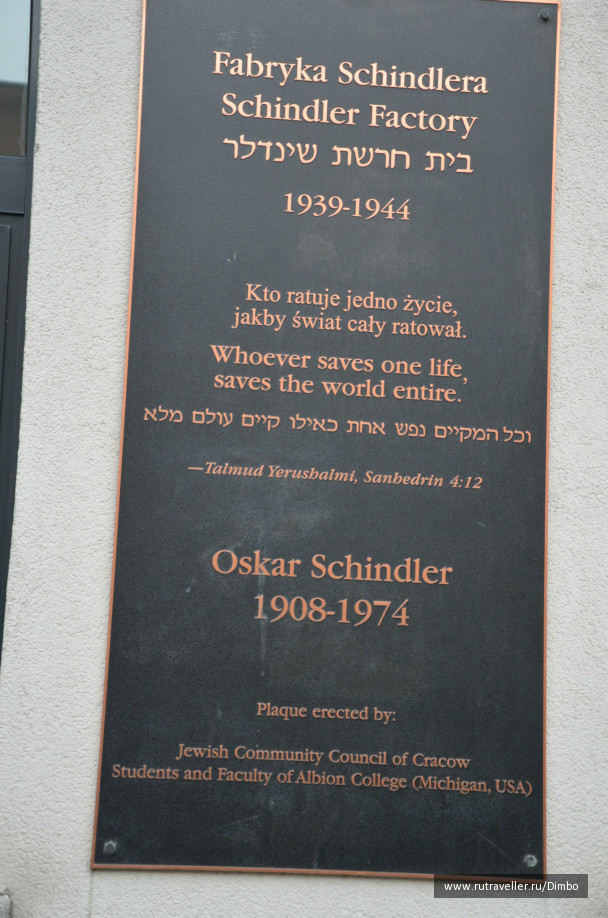 Fabryka Schindlera
Schindler Factory
בית חרשת שינדלר
1939-1944
Kto ratuje jedno życie,
jakby świat cały ratował.
Whoever saves one life,
saves the world entire.
וכל המקיים נפש אחת כאילו קיים עולם מלא
—Talmud Yerushalmi, Sanhedrin 4:12
Oskar Schindler
1908-1974
Plaque erected by:
Jewish Community Council of Cracow
Students and Faculty of Albion College (Michigan, USA)
www.rutraveller.ru/Dimbo